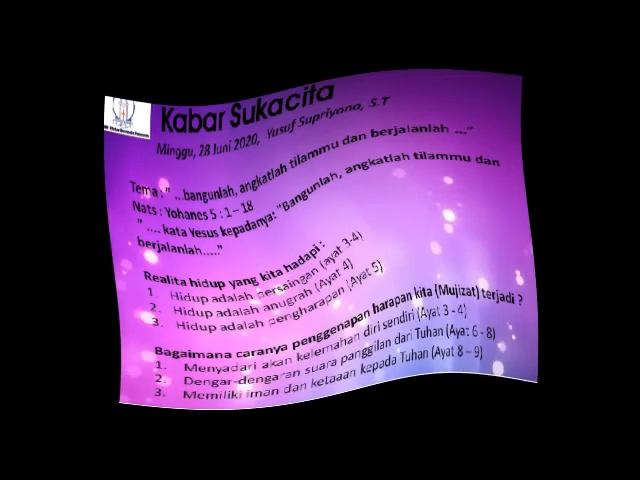 Kabar Sukacita
Minggu, 28 Juni 2020, Yusuf Supriyono, S.T
Tema : " ...bangunlah, angkatlah tilammu dan berjalanlah ..."
Nats : Yohanes 5 : 1 – 18
" .... kata Yesus kepadanya: "Bangunlah, angkatlah tilammu dan
berjalanlah....."
Realita hidup yang kita hadapi :
1. Hidup adalah persaingan (ayat 3-4)
2. Hidup adalah anugrah (Ayat 4)
3. Hidup adalah pengharapan (Ayat 5)
Bagaimana caranya penggenapan harapan kita (Mujizat) terjadi ?
1. Menyadari akan kelemahan diri sendiri (Ayat 3 - 4)
2. Dengar-dengaran suara panggilan dari Tuhan (Ayat 6 - 8)
3. Memiliki iman dan ketaaan kepada Tuhan (Ayat 8 – 9)